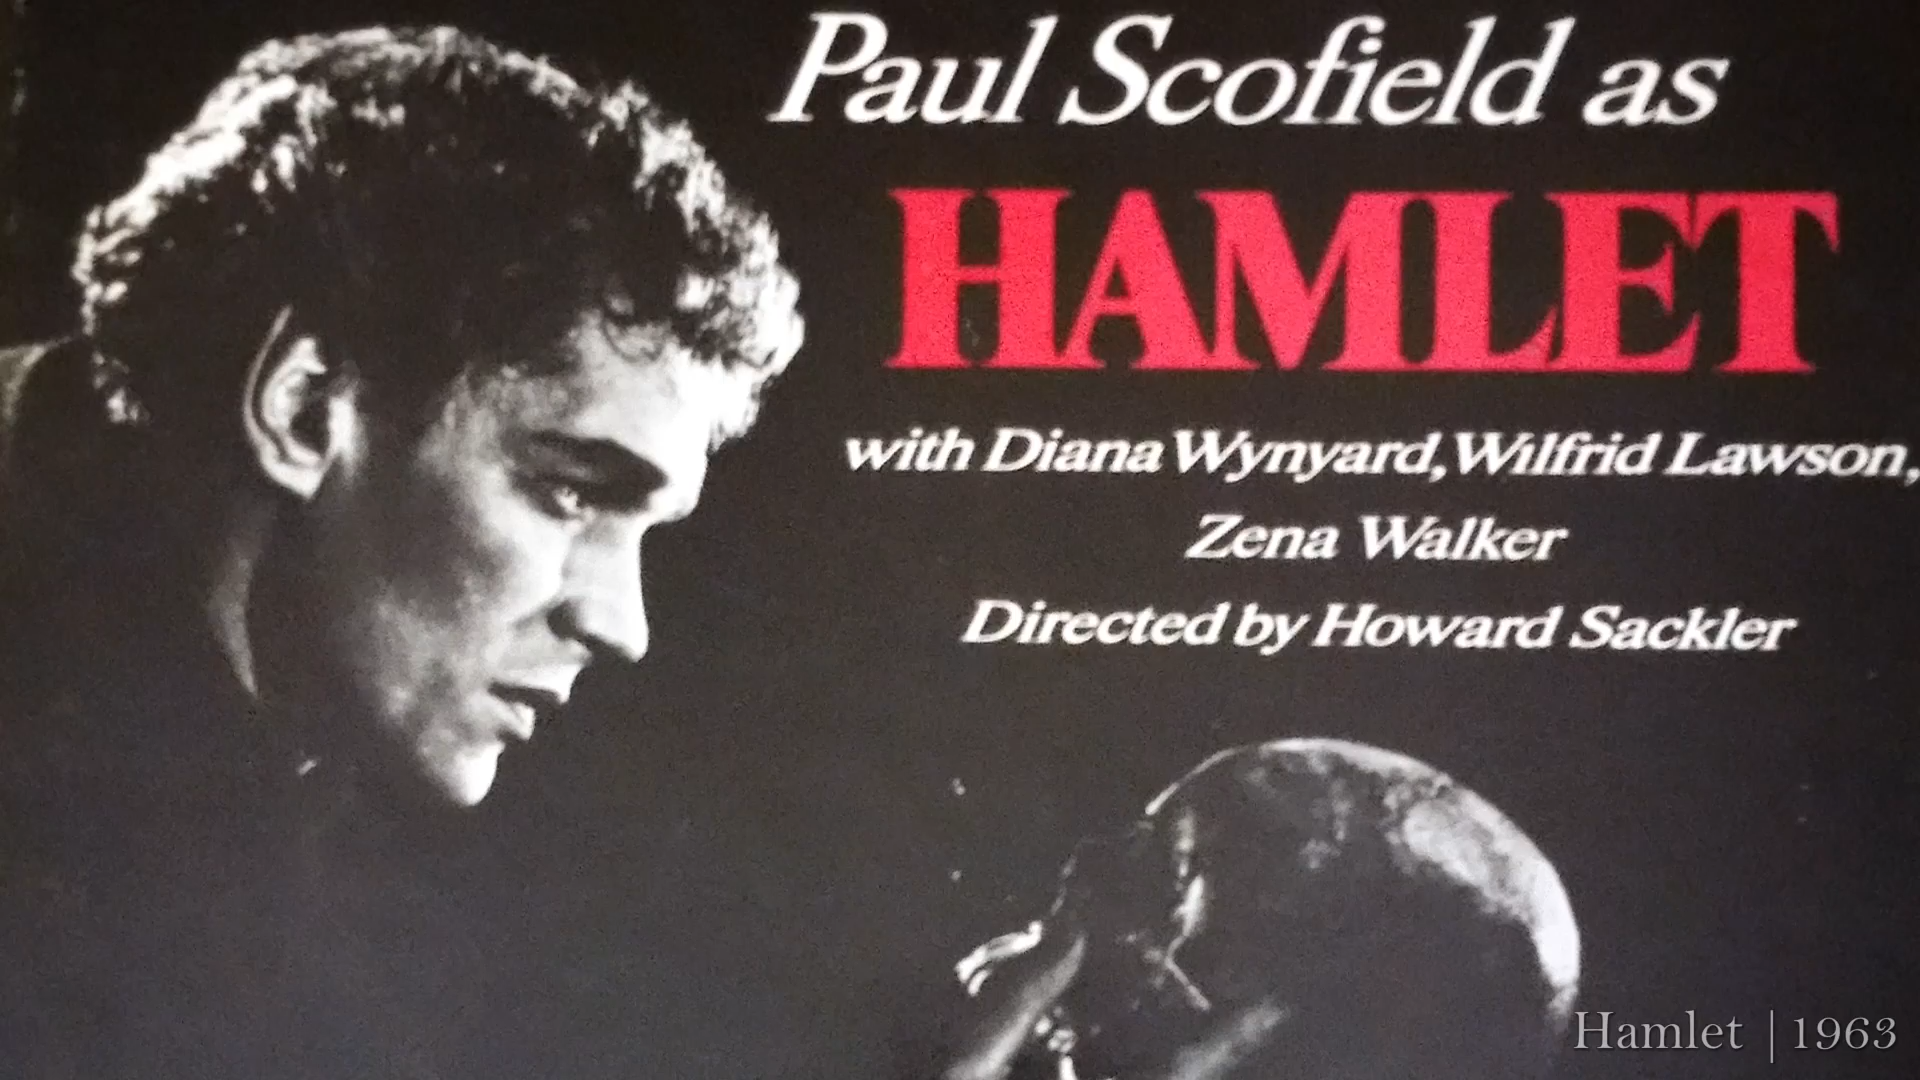 Paul Scofield as
HAMLET
with Diana Wynyard, Wilfrid Lawson,
Zena Walker
Directed by Howard Sackler
Hamlet | 1963